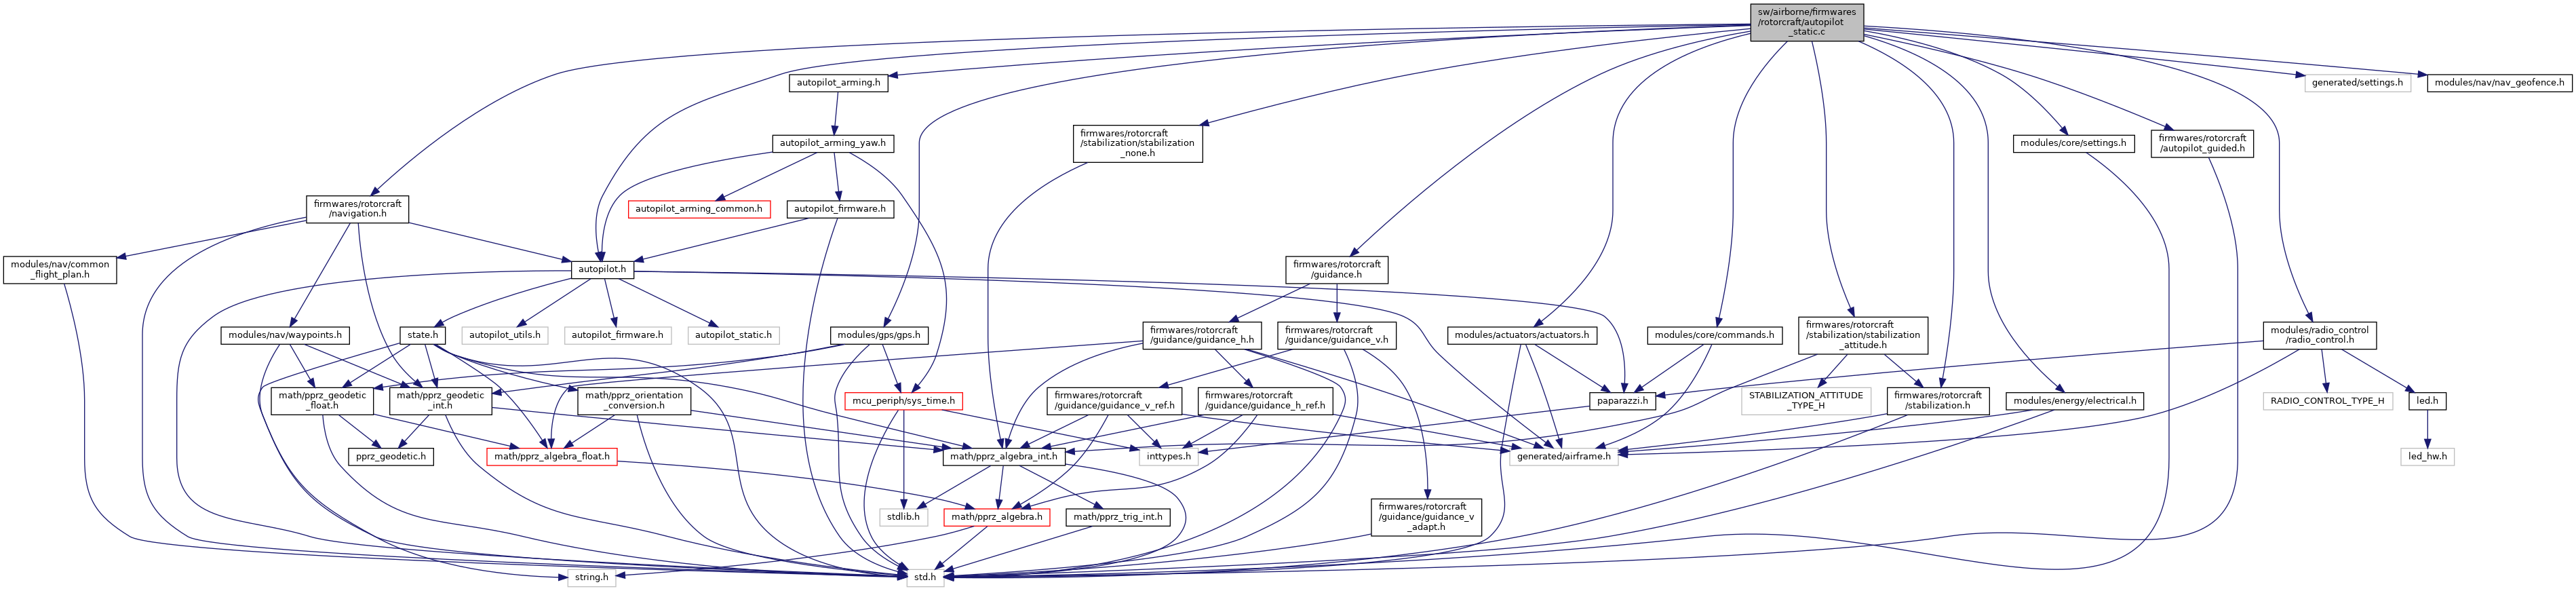 sw/airborne/firmwares
/rotorcraft/autopilot
_static.c
autopilot_arming.h
generated/settings.h
modules/nav/nav_geofence.h
autopilot_arming_yaw.h
firmwares/rotorcraft
/stabilization/stabilization
_none.h
modules/core/settings.h
firmwares/rotorcraft
/autopilot_guided.h
firmwares/rotorcraft
/navigation.h
autopilot_arming_common.h
autopilot_firmware.h
modules/nav/common
_flight_plan.h
autopilot.h
firmwares/rotorcraft
/guidance.h
modules/nav/waypoints.h
state.h
autopilot_utils.h
autopilot_firmware.h
autopilot_static.h
modules/gps/gps.h
firmwares/rotorcraft
/guidance/guidance_h.h
firmwares/rotorcraft
/guidance/guidance_v.h
modules/actuators/actuators.h
modules/core/commands.h
firmwares/rotorcraft
/stabilization/stabilization
_attitude.h
modules/radio_control
/radio_control.h
math/pprz_geodetic
_float.h
math/pprz_geodetic
_int.h
math/pprz_orientation
_conversion.h
mcu_periph/sys_time.h
firmwares/rotorcraft
/guidance/guidance_v_ref.h
firmwares/rotorcraft
/guidance/guidance_h_ref.h
paparazzi.h
STABILIZATION_ATTITUDE
_TYPE_H
firmwares/rotorcraft
/stabilization.h
modules/energy/electrical.h
RADIO_CONTROL_TYPE_H
led.h
pprz_geodetic.h
math/pprz_algebra_float.h
math/pprz_algebra_int.h
inttypes.h
generated/airframe.h
led_hw.h
stdlib.h
math/pprz_algebra.h
math/pprz_trig_int.h
firmwares/rotorcraft
/guidance/guidance_v
_adapt.h
string.h
std.h